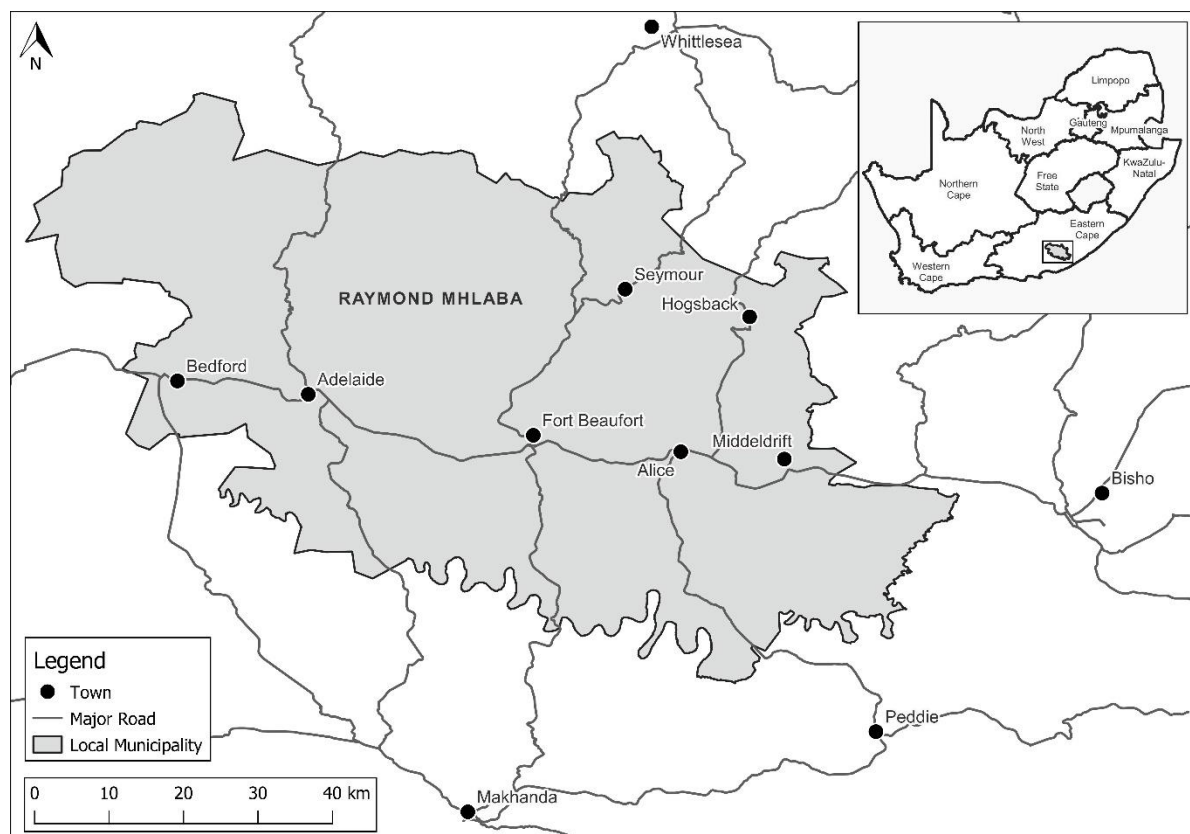 N
Whittlesea
Seymour
Hogsback
RAYMOND MHLABA
Bedford
Adelaide
Fort Beaufort
Alice
Middeldrift
Bisho
Peddie
Makhanda
Limpopo
Gauteng
North
West
Mpumalanga
KwaZulu-
Natal
Free
State
Northern
Cape
Eastern
Cape
Western
Cape
Legend
Town
Major Road
Local Municipality
0 10 20 30 40 km